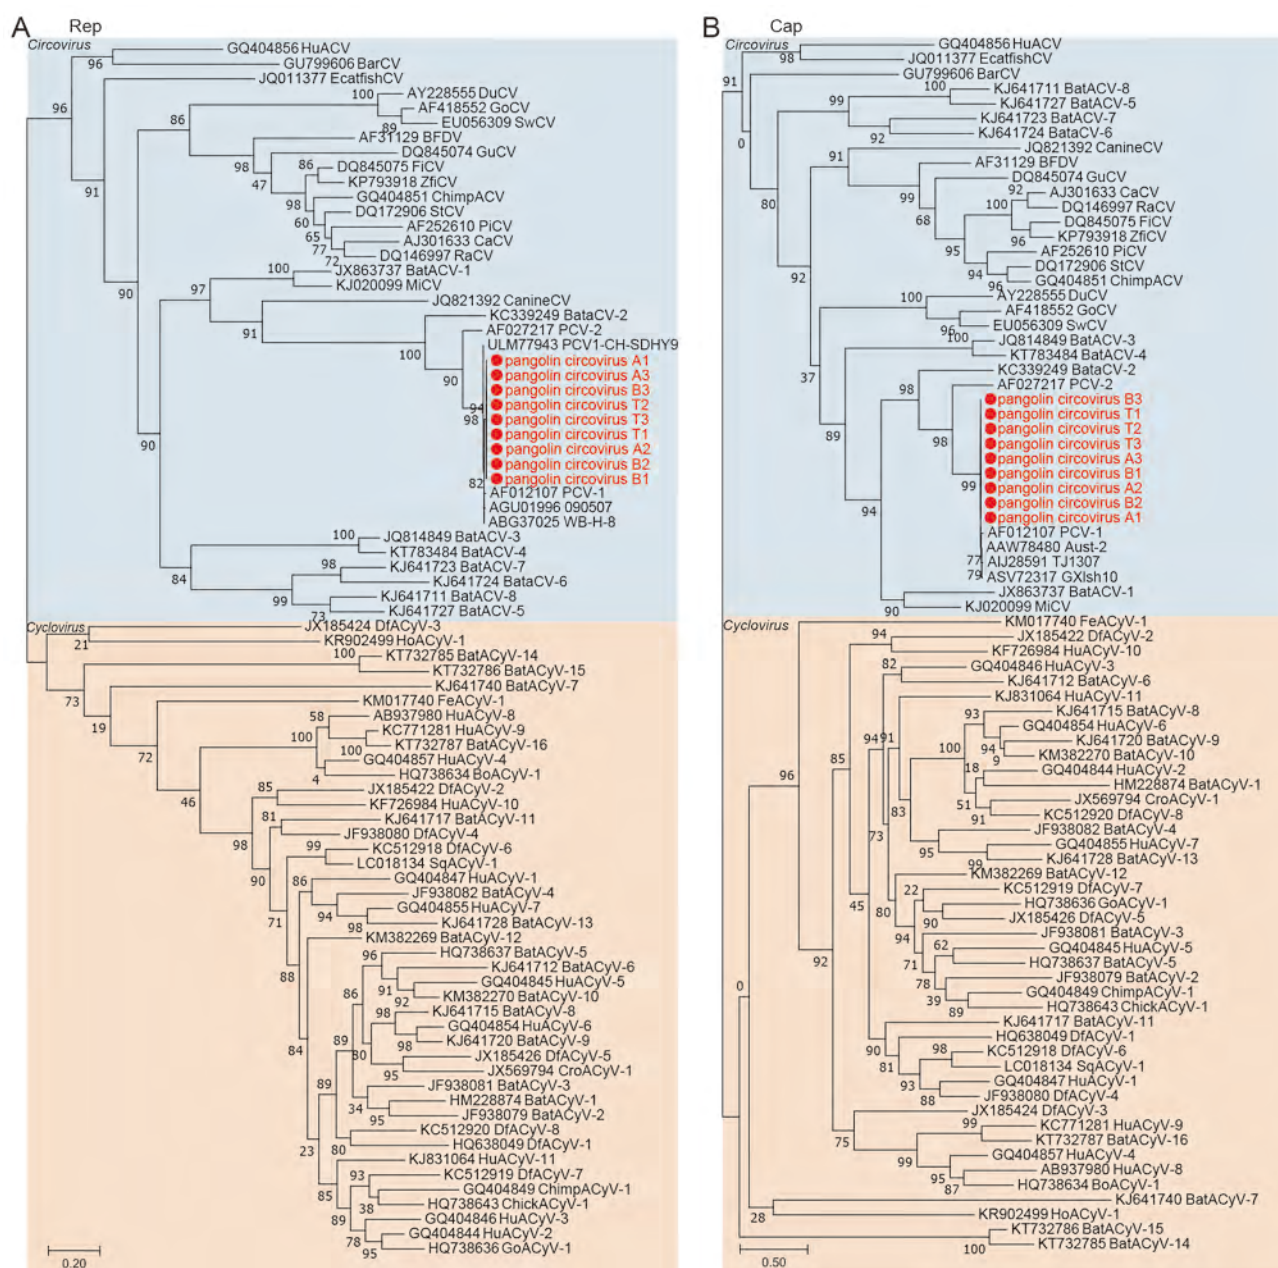 A Rep
Circovirus
GQ404856 HuACV
96
GU799606 BarCV
JQ011377 EcatfishCV
96
100
AY228555 DuCV
AF418552 GoCV
89
EU056309 SwCV
86
AF31129 BFDV
98
DQ845074 GuCV
47
86
DQ845075 FiCV
KP793918 ZfiCV
98
GQ404851 ChimpACV
60
DQ172906 StCV
65
AF252610 PiCV
77
AJ301633 CaCV
72
DQ146997 RaCV
91
90
100
JX863737 BatACV-1
KJ020099 MiCV
97
JQ821392 CanineCV
91
KC339249 BataCV-2
100
AF027217 PCV-2
90
ULM77943 PCV1-CH-SDHY9
pangolin circovirus A1
pangolin circovirus A3
pangolin circovirus B3
94
pangolin circovirus T2
98
pangolin circovirus T3
pangolin circovirus T1
pangolin circovirus A2
pangolin circovirus B2
82
pangolin circovirus B1
AF012107 PCV-1
AGU01996 090507
ABG37025 WB-H-8
90
100
JQ814849 BatACV-3
KT783484 BatACV-4
84
98
KJ641723 BatACV-7
KJ641724 BataCV-6
99
KJ641711 BatACV-8
73
KJ641727 BatACV-5
Cyclovirus
JX185424 DfACyV-3
21
KR902499 HoACyV-1
100
KT732785 BatACyV-14
KT732786 BatACyV-15
73
KJ641740 BatACyV-7
19
KM017740 FeACyV-1
72
58
AB937980 HuACyV-8
KC771281 HuACyV-9
100
100
KT732787 BatACyV-16
GQ404857 HuACyV-4
4
HQ738634 BoACyV-1
46
85
JX185422 DfACyV-2
KF726984 HuACyV-10
98
81
KJ641717 BatACyV-11
JF938080 DfACyV-4
90
99
KC512918 DfACyV-6
LC018134 SqACyV-1
71
86
GQ404847 HuACyV-1
JF938082 BatACyV-4
94
GQ404855 HuACyV-7
98
KJ641728 BatACyV-13
88
KM382269 BatACyV-12
96
HQ738637 BatACyV-5
KJ641712 BatACyV-6
91
GQ404845 HuACyV-5
92
KM382270 BatACyV-10
86
98
KJ641715 BatACyV-8
GQ404854 HuACyV-6
98
KJ641720 BatACyV-9
80
JX185426 DfACyV-5
95
JX569794 CroACyV-1
84
89
89
JF938081 BatACyV-3
34
HM228874 BatACyV-1
95
JF938079 BatACyV-2
KC512920 DfACyV-8
80
HQ638049 DfACyV-1
23
KJ831064 HuACyV-11
85
93
KC512919 DfACyV-7
GQ404849 ChimpACyV-1
38
HQ738643 ChickACyV-1
89
GQ404846 HuACyV-3
78
GQ404844 HuACyV-2
95
HQ738636 GoACyV-1
0.20
B Cap
Circovirus
GQ404856 HuACV
98
JQ011377 EcatfishCV
91
GU799606 BarCV
0
100
KJ641711 BatACV-8
KJ641727 BatACV-5
99
KJ641723 BatACV-7
92
KJ641724 BataCV-6
80
JQ821392 CanineCV
91
AF31129 BFDV
99
DQ845074 GuCV
68
92
AJ301633 CaCV
DQ146997 RaCV
100
DQ845075 FiCV
96
KP793918 ZfiCV
95
AF252610 PiCV
94
DQ172906 StCV
96
GQ404851 ChimpACV
92
100
AY228555 DuCV
AF418552 GoCV
96
EU056309 SwCV
37
100
JQ814849 BatACV-3
KT783484 BatACV-4
89
KC339249 BataCV-2
98
AF027217 PCV-2
98
pangolin circovirus B3
pangolin circovirus T1
pangolin circovirus T2
pangolin circovirus T3
pangolin circovirus A3
pangolin circovirus B1
99
pangolin circovirus A2
pangolin circovirus B2
pangolin circovirus A1
94
AF012107 PCV-1
AAW78480 Aust-2
77
AIJ28591 TJ1307
79
ASV72317 GXlsh10
JX863737 BatACV-1
90
KJ020099 MiCV
Cyclovirus
KM017740 FeACyV-1
94
JX185422 DfACyV-2
KF726984 HuACyV-10
82
GQ404846 HuACyV-3
KJ641712 BatACyV-6
KJ831064 HuACyV-11
94
91
93
KJ641715 BatACyV-8
GQ404854 HuACyV-6
100
94
KJ641720 BatACyV-9
9
KM382270 BatACyV-10
85
96
18
GQ404844 HuACyV-2
HM228874 BatACyV-1
51
JX569794 CroACyV-1
91
KC512920 DfACyV-8
83
73
JF938082 BatACyV-4
95
GQ404855 HuACyV-7
99
KJ641728 BatACyV-13
KM382269 BatACyV-12
22
KC512919 DfACyV-7
HQ738636 GoACyV-1
90
JX185426 DfACyV-5
45
80
94
JF938081 BatACyV-3
62
GQ404845 HuACyV-5
71
HQ738637 BatACyV-5
78
JF938079 BatACyV-2
39
GQ404849 ChimpACyV-1
89
HQ738643 ChickACyV-1
92
0
KJ641717 BatACyV-11
HQ638049 DfACyV-1
90
98
KC512918 DfACyV-6
81
LC018134 SqACyV-1
93
GQ404847 HuACyV-1
88
JF938080 DfACyV-4
JX185424 DfACyV-3
75
99
KC771281 HuACyV-9
KT732787 BatACyV-16
99
GQ404857 HuACyV-4
95
AB937980 HuACyV-8
87
HQ738634 BoACyV-1
KJ641740 BatACyV-7
28
KR902499 HoACyV-1
KT732786 BatACyV-15
100
KT732785 BatACyV-14
0.50